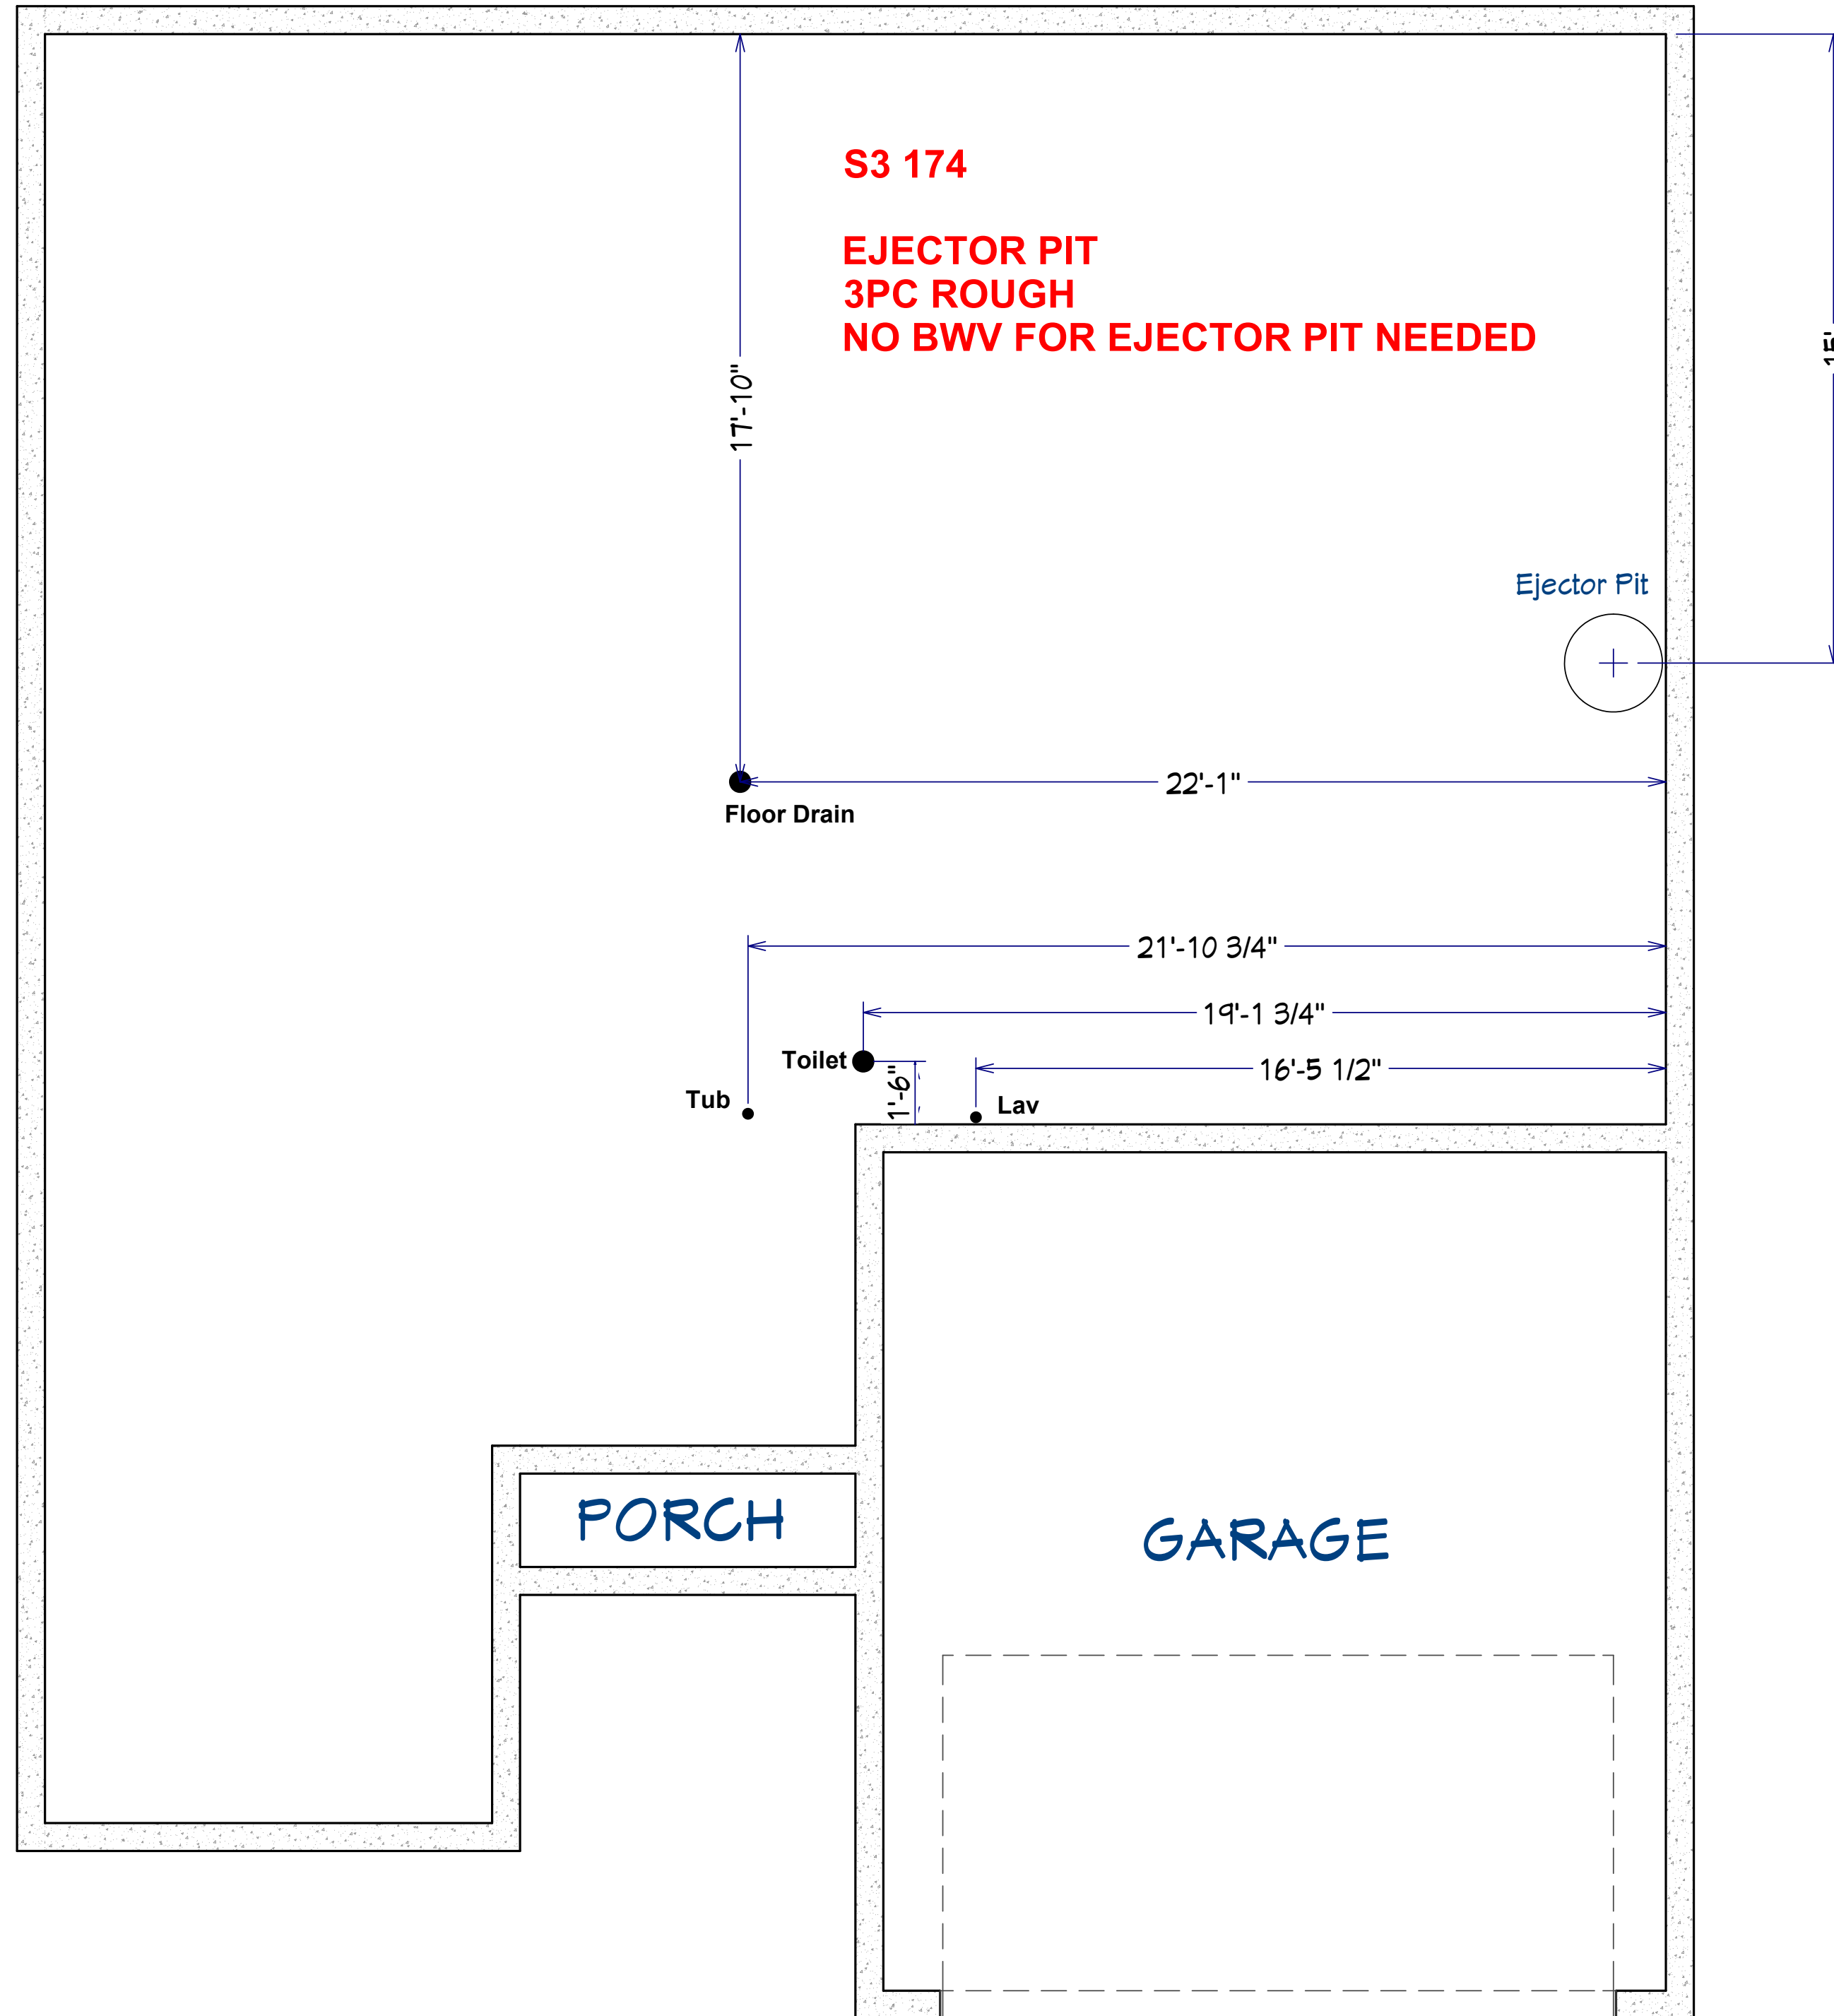 S3 174
EJECTOR PIT
3PC ROUGH
NO BWV FOR EJECTOR PIT NEEDED
17'-10"
15'
Ejector Pit
22'-1"
Floor Drain
21'-10 3/4"
19'-1 3/4"
Toilet
16'-5 1/2"
1'-6"
Tub
Lav
PORCH
GARAGE